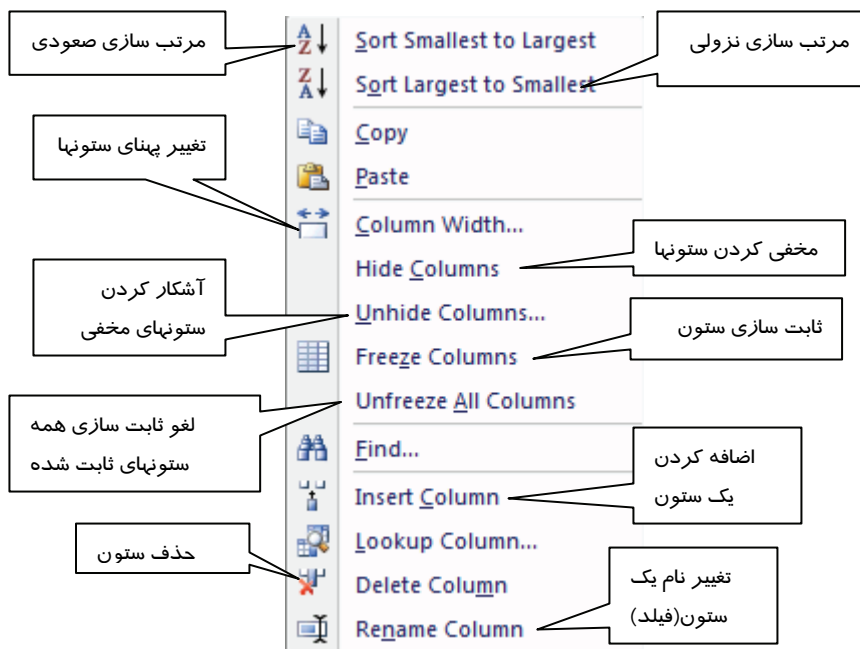 مرتب سازی صعودی
Sort Smallest to Largest
مرتب سازی نزولی
Sort Largest to Smallest
Copy
تغییر پهنای ستونها
Paste
Column Width...
مخفی کردن ستونها
Hide Columns
آشکار کردن
ستونهای مخفی
Unhide Columns...
ثابت سازی ستون
Freeze Columns
Unfreeze All Columns
لغو ثابت سازی همه
ستونهای ثابت شده
Find...
اضافه کردن
یک ستون
Insert Column
Lookup Column...
حذف ستون
Delete Column
تغییر نام یک
ستون(فیلد)
Rename Column